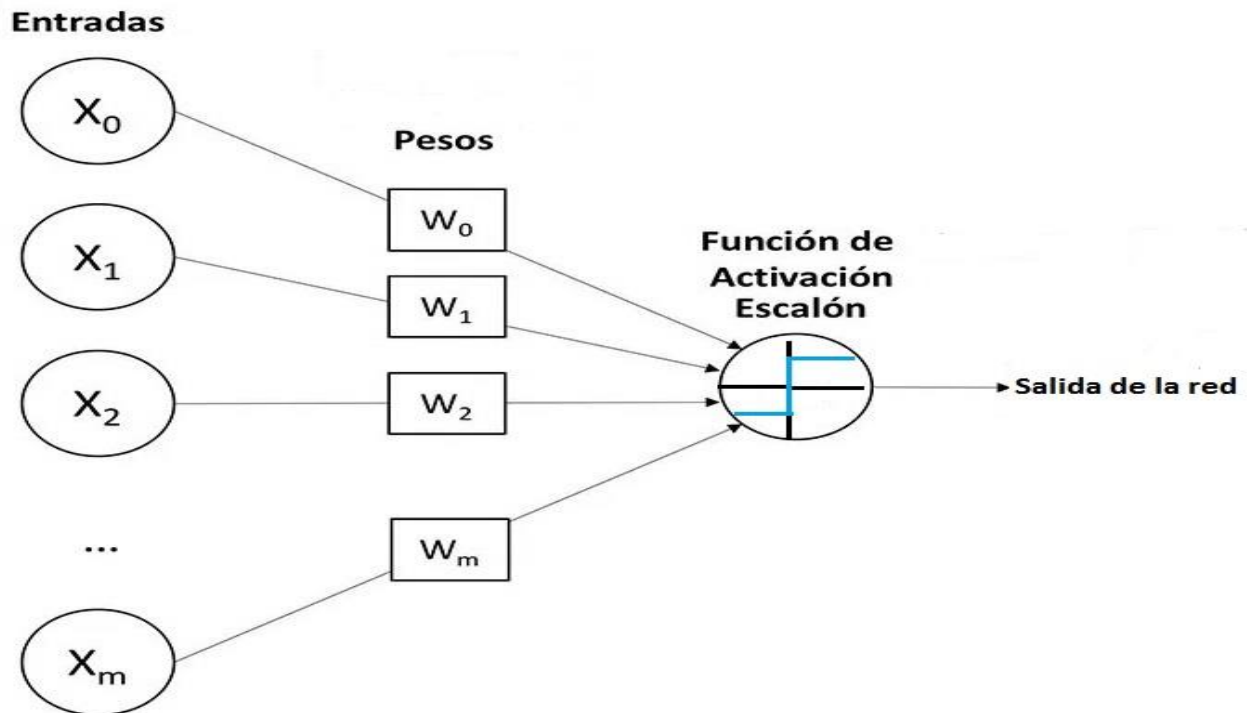 Entradas
X₀
X₁
X₂
...
Xₘ
Pesos
W₀
W₁
W₂
Wₘ
Función de
Activación
Escalón
Salida de la red